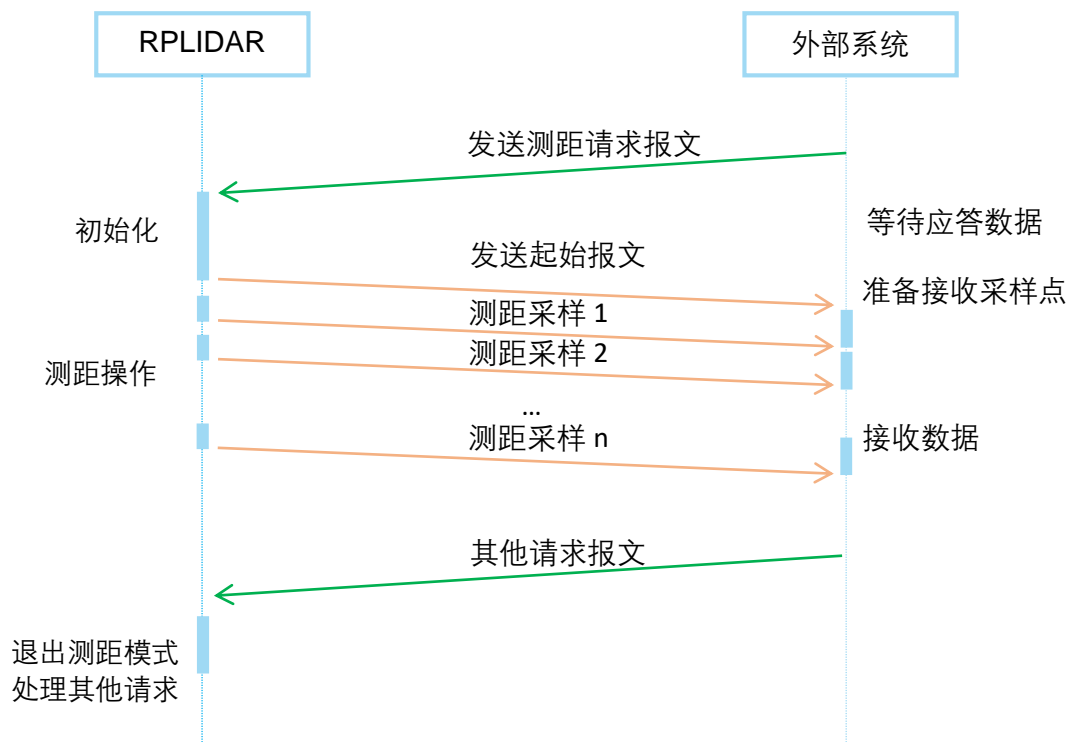 RPLIDAR
外部系统
发送测距请求报文
等待应答数据
初始化
发送起始报文
准备接收采样点
测距采样 1
测距采样 2
测距操作
...
测距采样 n
接收数据
其他请求报文
退出测距模式
处理其他请求